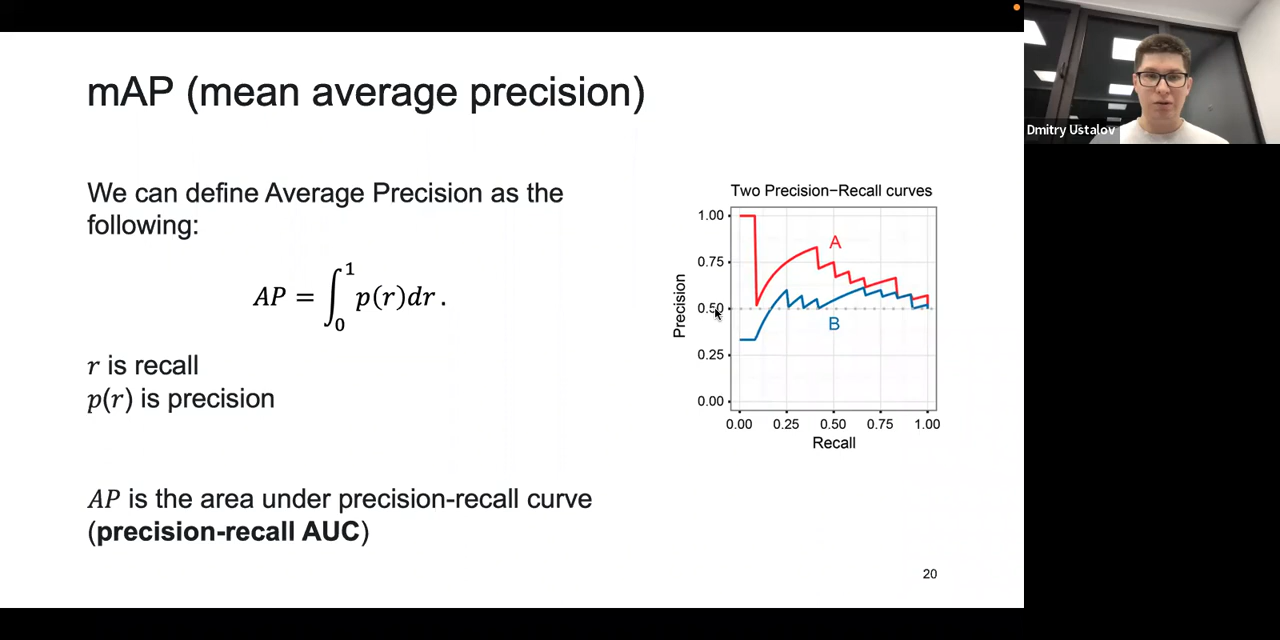 mAP (mean average precision)
We can define Average Precision as the
following:
AP = ∫₀¹ p(r)dr .
r is recall
p(r) is precision
AP is the area under precision-recall curve
(precision-recall AUC)
Two Precision−Recall curves
1.00
0.75
0.50
0.25
0.00
Precision
A
B
0.00 0.25 0.50 0.75 1.00
Recall
20
Dmitry Ustalov